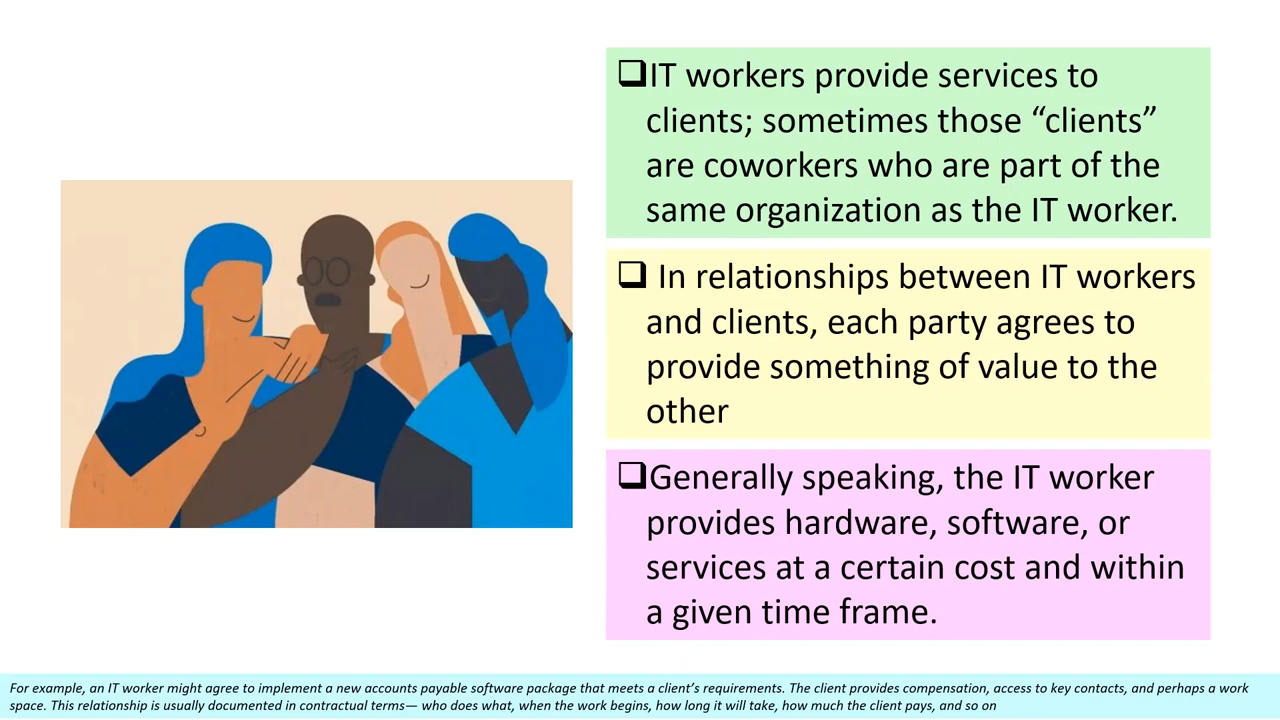 ❑IT workers provide services to
clients; sometimes those “clients”
are coworkers who are part of the
same organization as the IT worker.
❑ In relationships between IT workers
and clients, each party agrees to
provide something of value to the
other
❑Generally speaking, the IT worker
provides hardware, software, or
services at a certain cost and within
a given time frame.
For example, an IT worker might agree to implement a new accounts payable software package that meets a client’s requirements. The client provides compensation, access to key contacts, and perhaps a work
space. This relationship is usually documented in contractual terms— who does what, when the work begins, how long it will take, how much the client pays, and so on